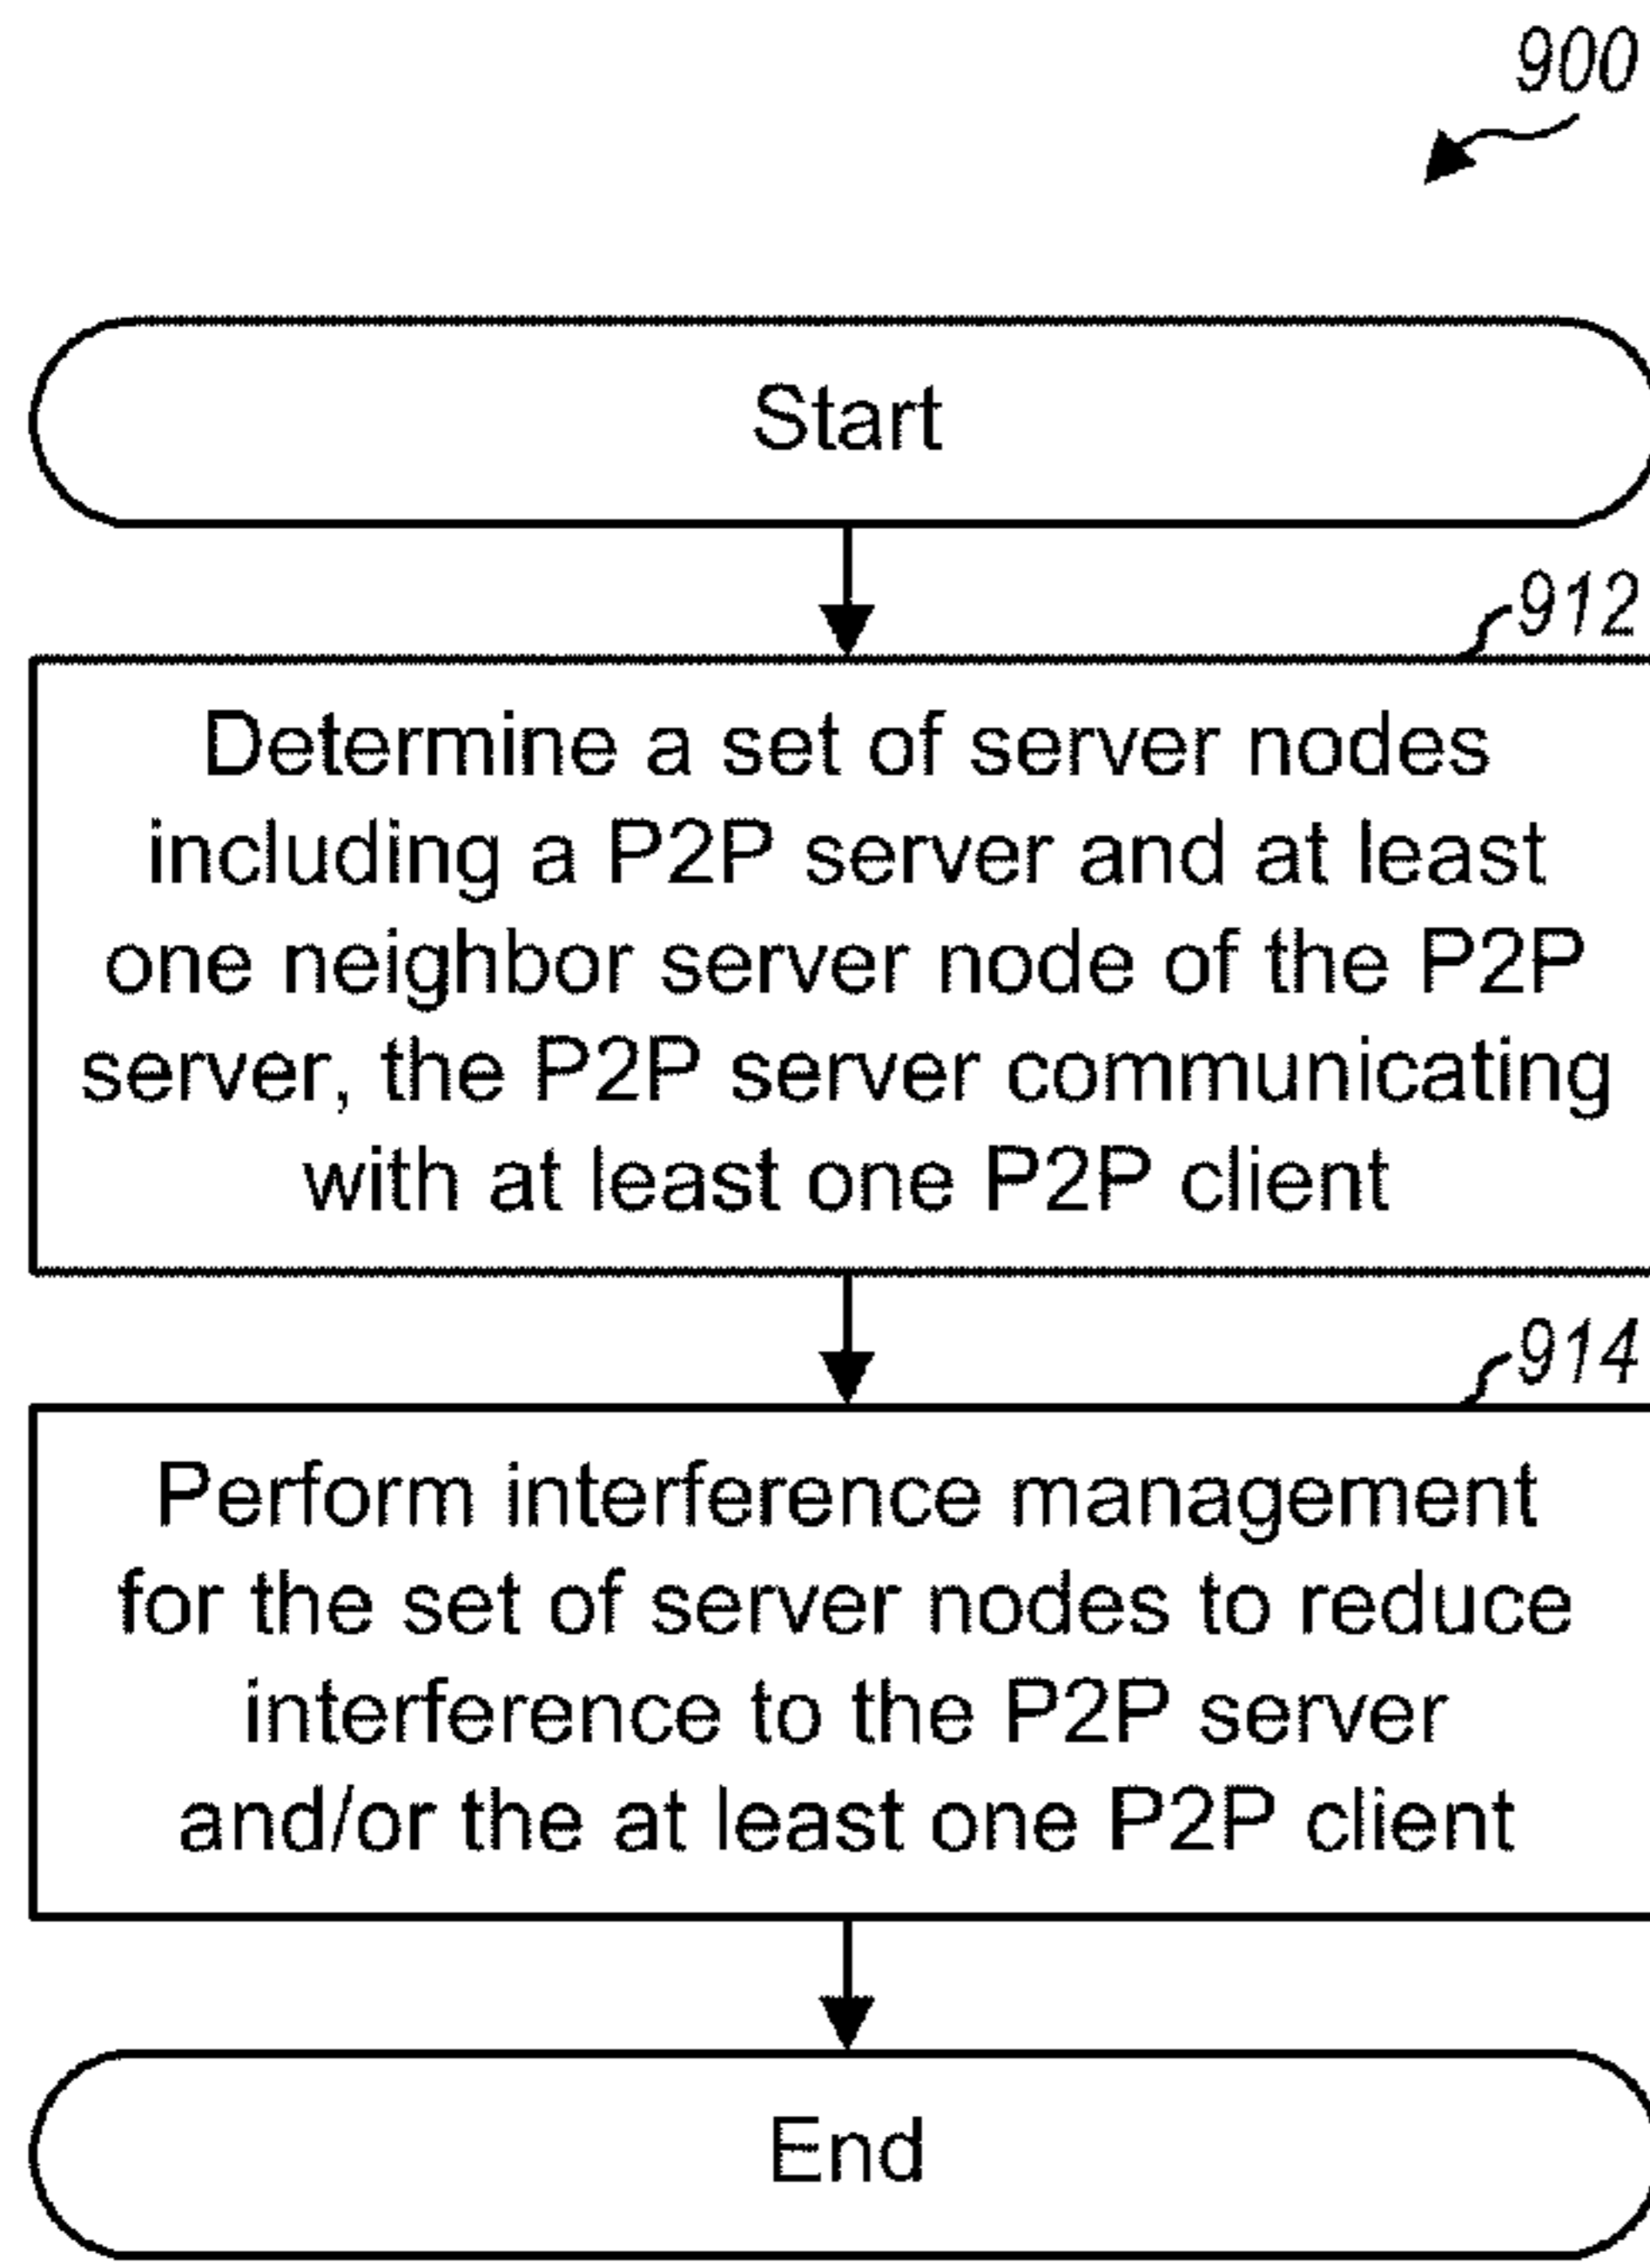 900
Start
912
Determine a set of server nodes
including a P2P server and at least
one neighbor server node of the P2P
server, the P2P server communicating
with at least one P2P client
914
Perform interference management
for the set of server nodes to reduce
interference to the P2P server
and/or the at least one P2P client
End